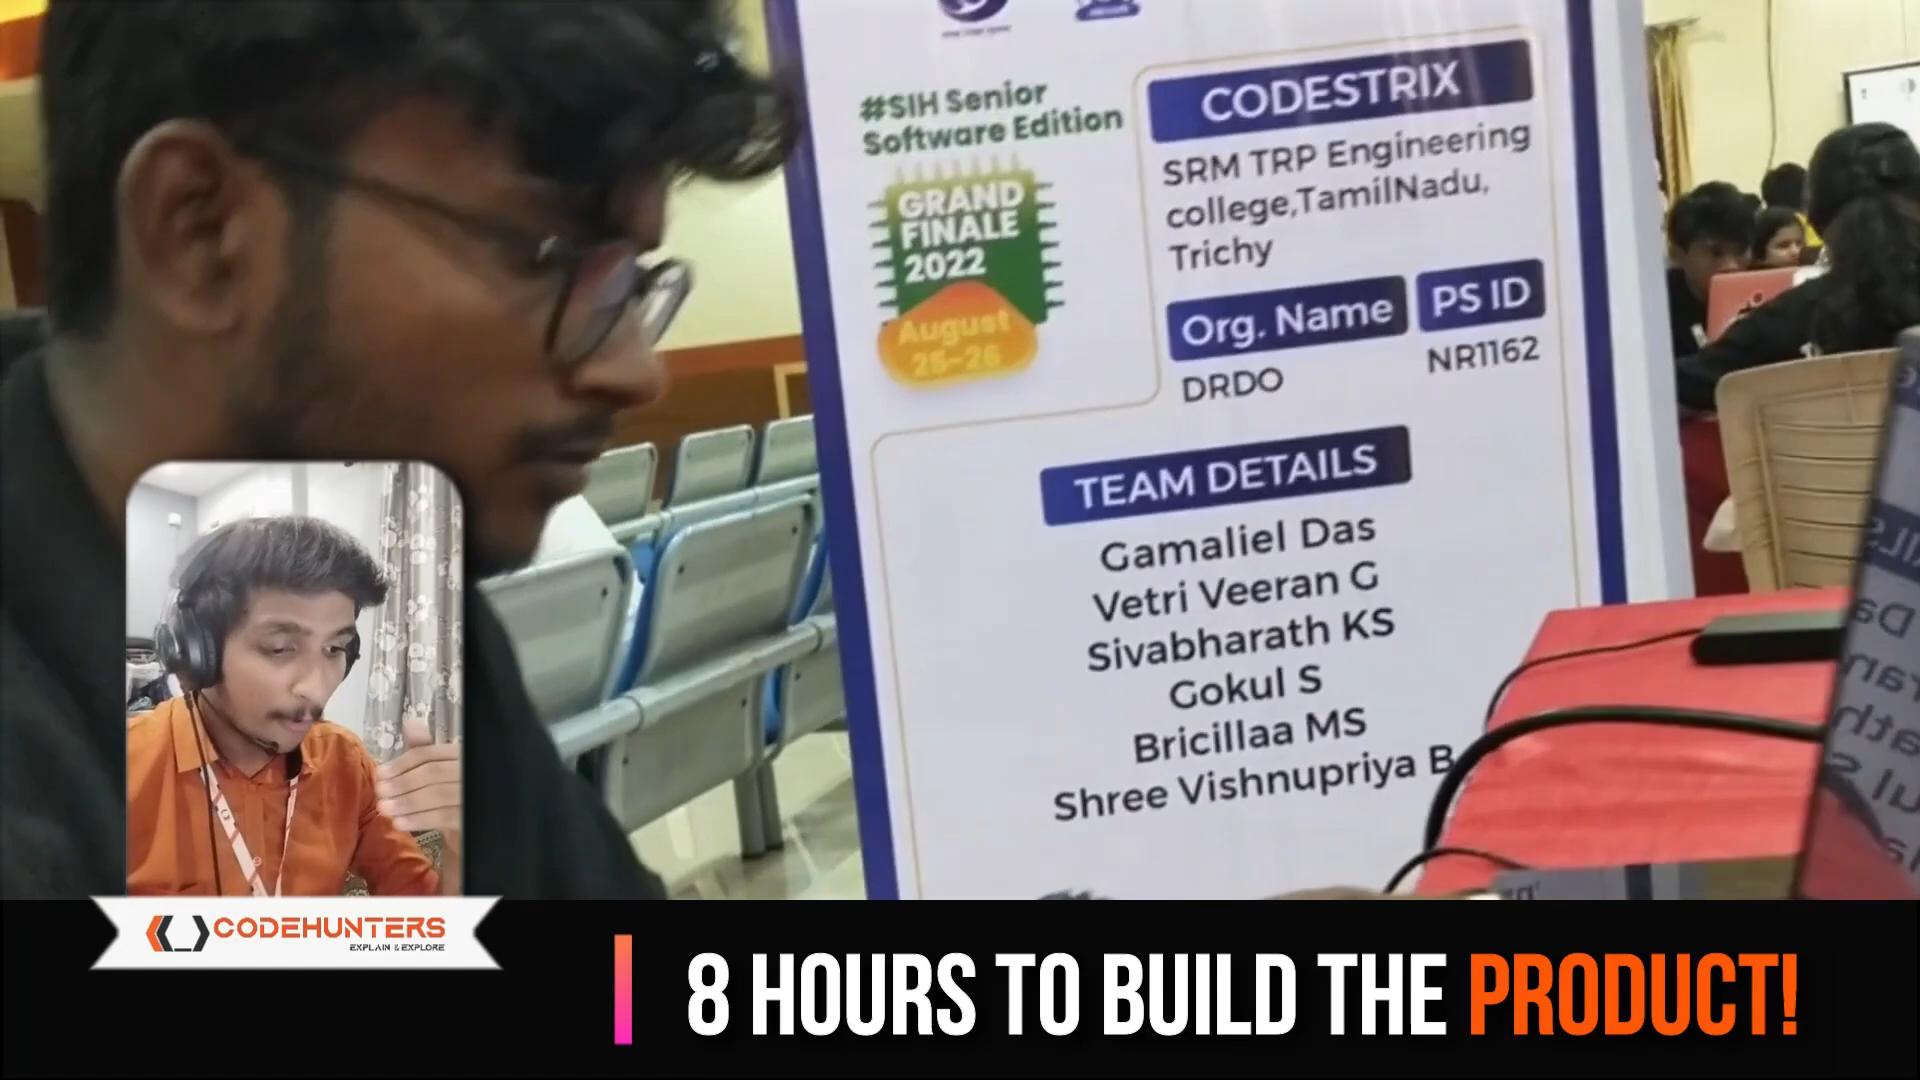 #SIH Senior
Software Edition
GRAND
FINALE
2022
August
25-26
CODESTRIX
SRM TRP Engineering
college,TamilNadu,
Trichy
Org. Name
PS ID
DRDO
NR1162
TEAM DETAILS
Gamaliel Das
Vetri Veeran G
Sivabharath KS
Gokul S
Bricillaa MS
Shree Vishnupriya B
CODEHUNTERS
EXPLAIN & EXPLORE
8 HOURS TO BUILD THE PRODUCT!